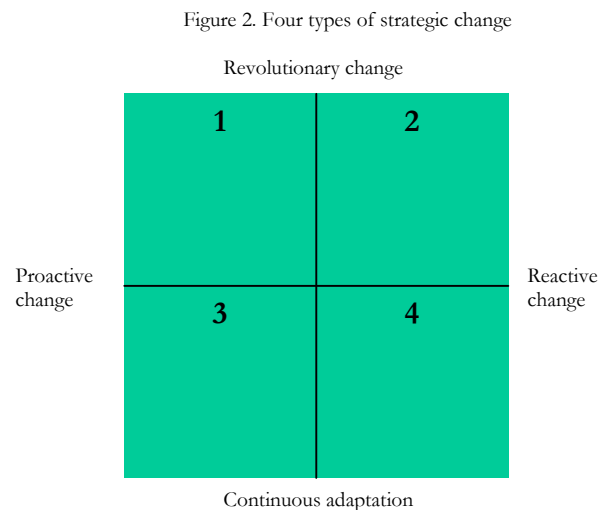 Figure 2. Four types of strategic change
Revolutionary change
1
2
Proactive
change
Reactive
change
3
4
Continuous adaptation